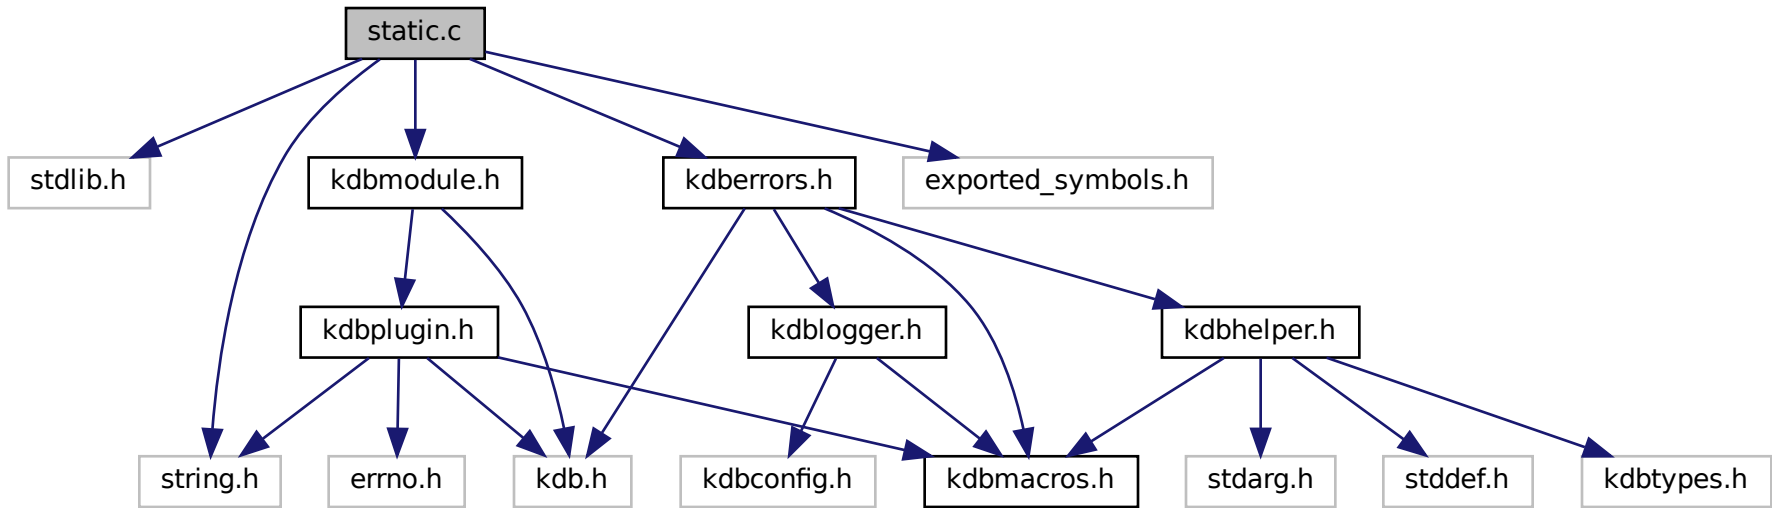 static.c
stdlib.h
kdbmodule.h
kdberrors.h
exported_symbols.h
kdbplugin.h
kdblogger.h
kdbhelper.h
string.h
errno.h
kdb.h
kdbconfig.h
kdbmacros.h
stdarg.h
stddef.h
kdbtypes.h